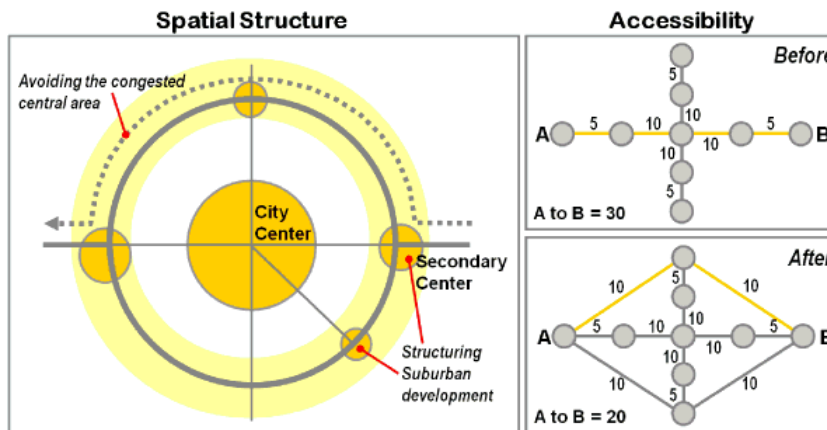 Spatial Structure
Avoiding the congested
central area
City
Center
Secondary
Center
Structuring
Suburban
development
Accessibility
Before
5
10
A
5
10
10
5
B
10
5
A to B = 30
After
10
10
5
10
A
5
10
10
5
B
10
10
10
5
A to B = 20